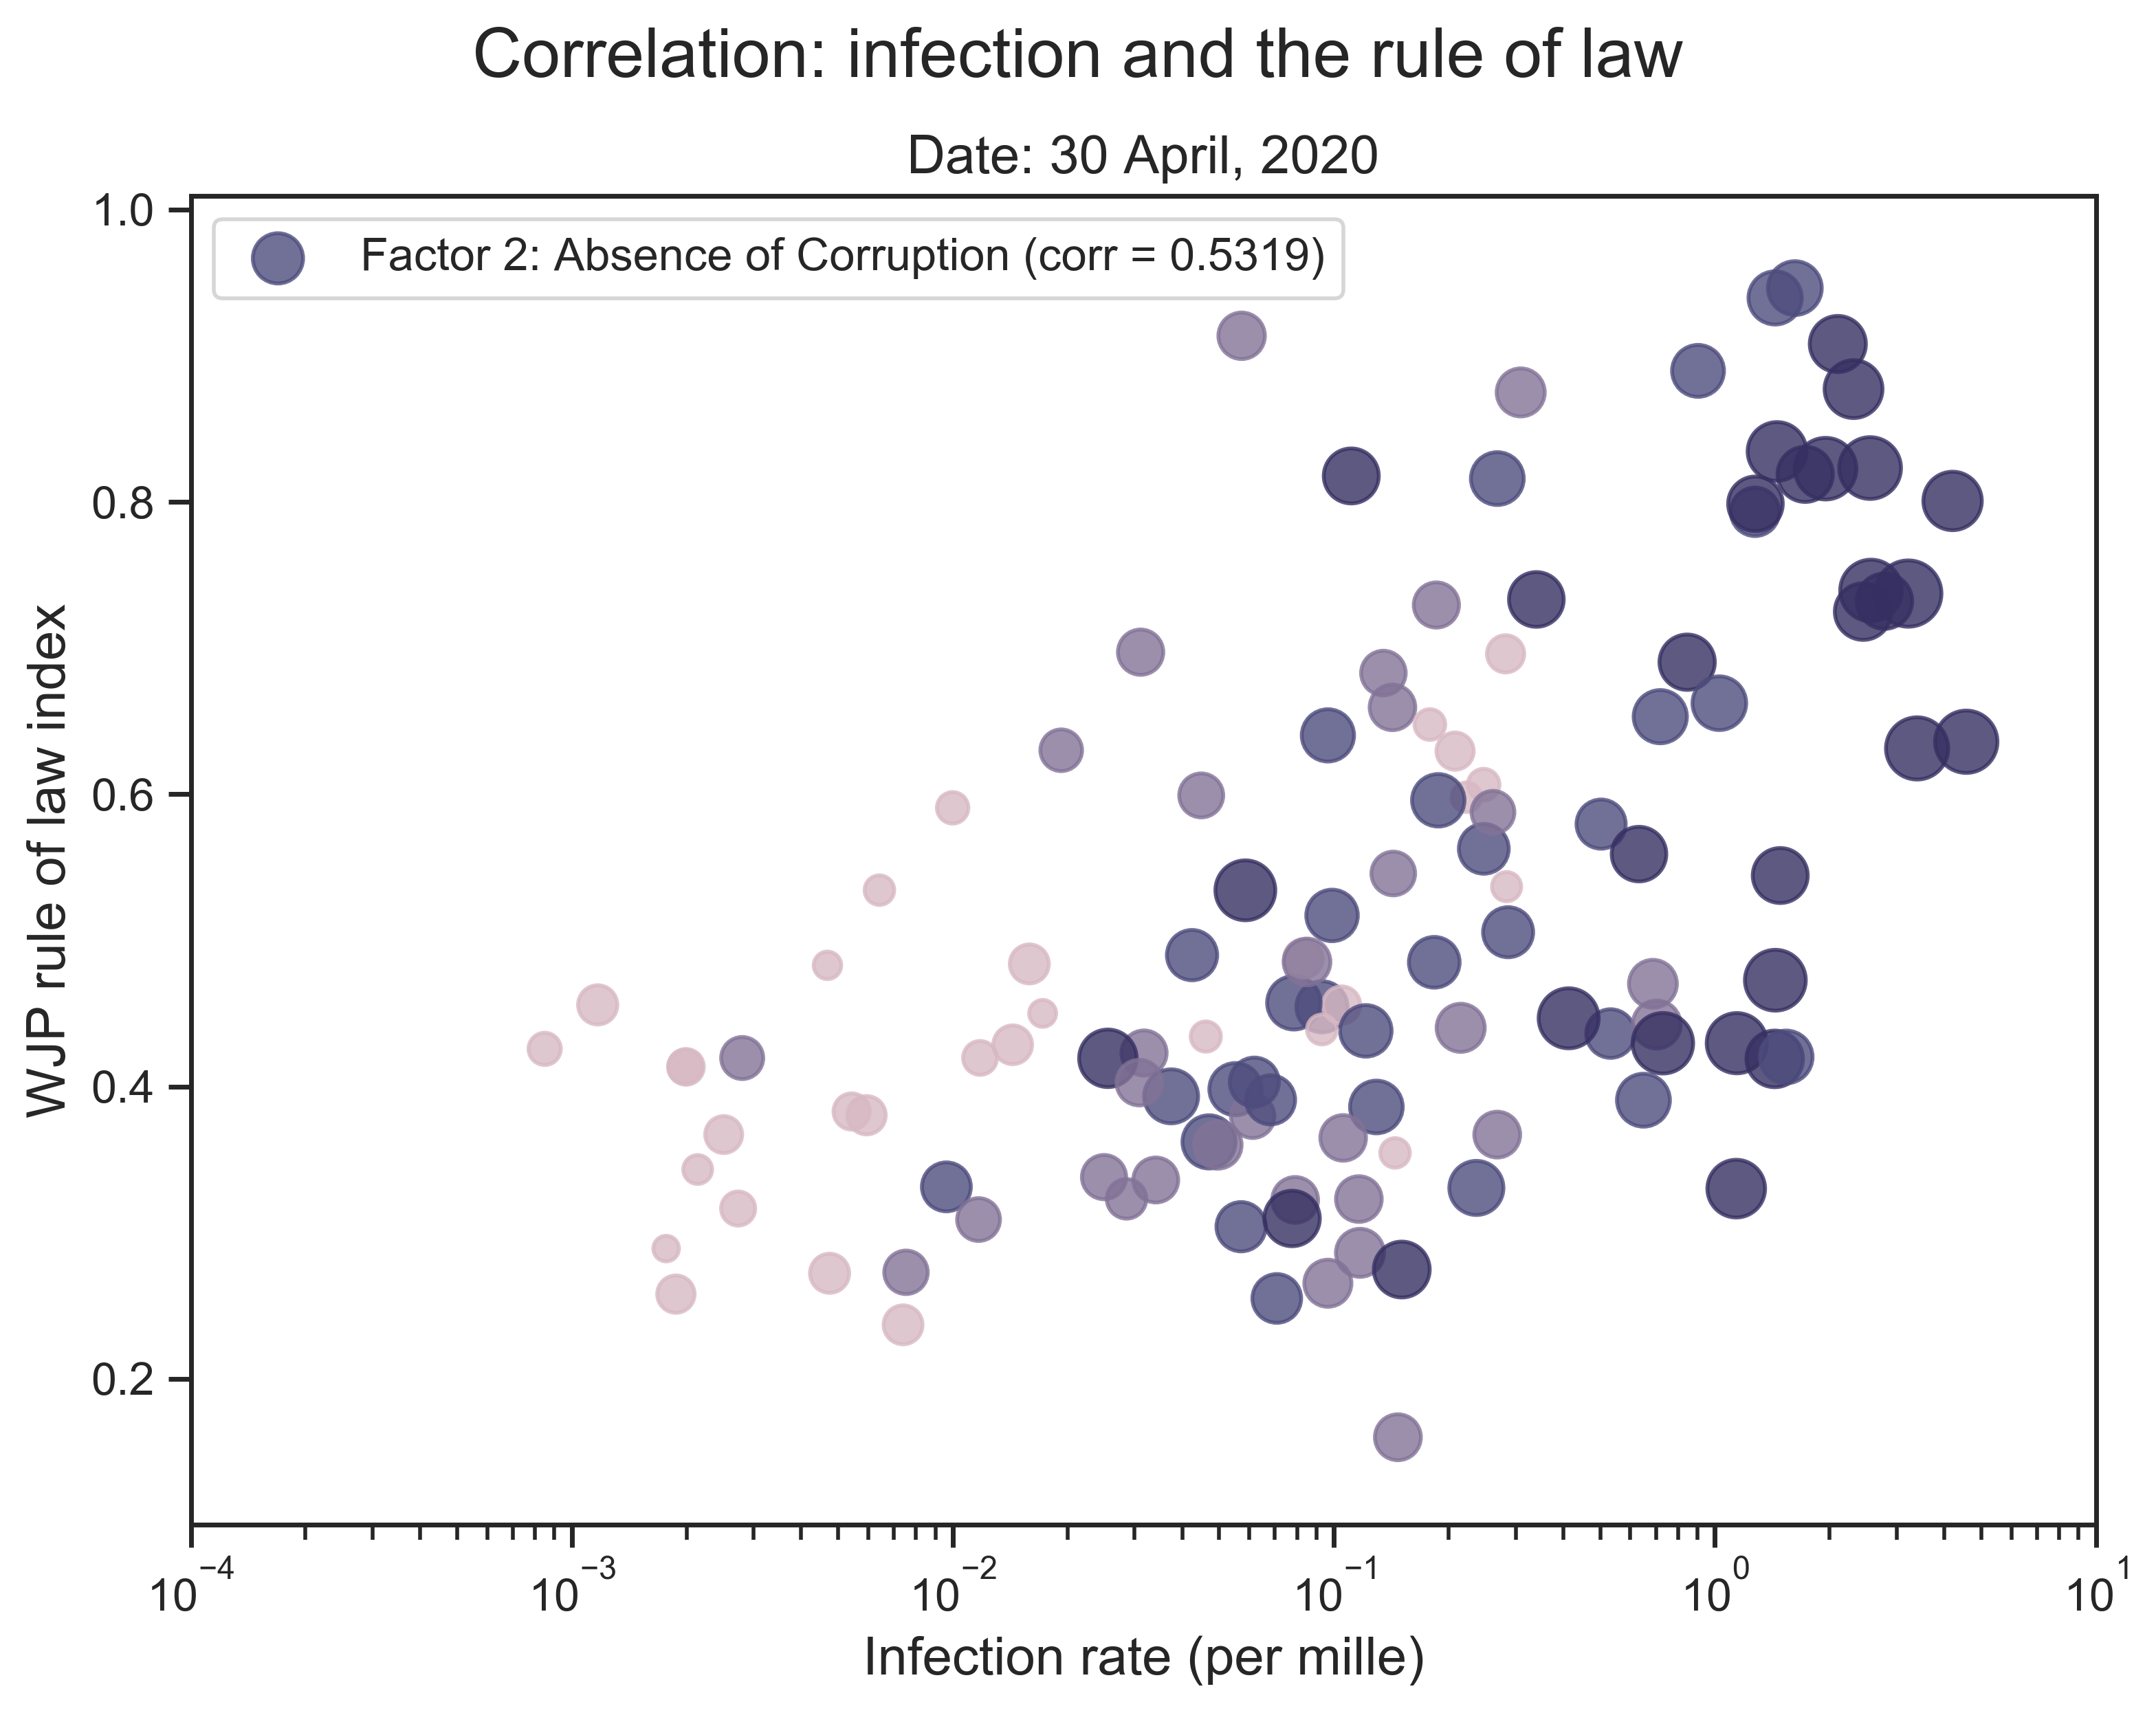 Correlation: infection and the rule of law
Date: 30 April, 2020
Factor 2: Absence of Corruption (corr = 0.5319)
WJP rule of law index
1.0
0.8
0.6
0.4
0.2
10⁻⁴ 10⁻³ 10⁻² 10⁻¹ 10⁰ 10¹
Infection rate (per mille)